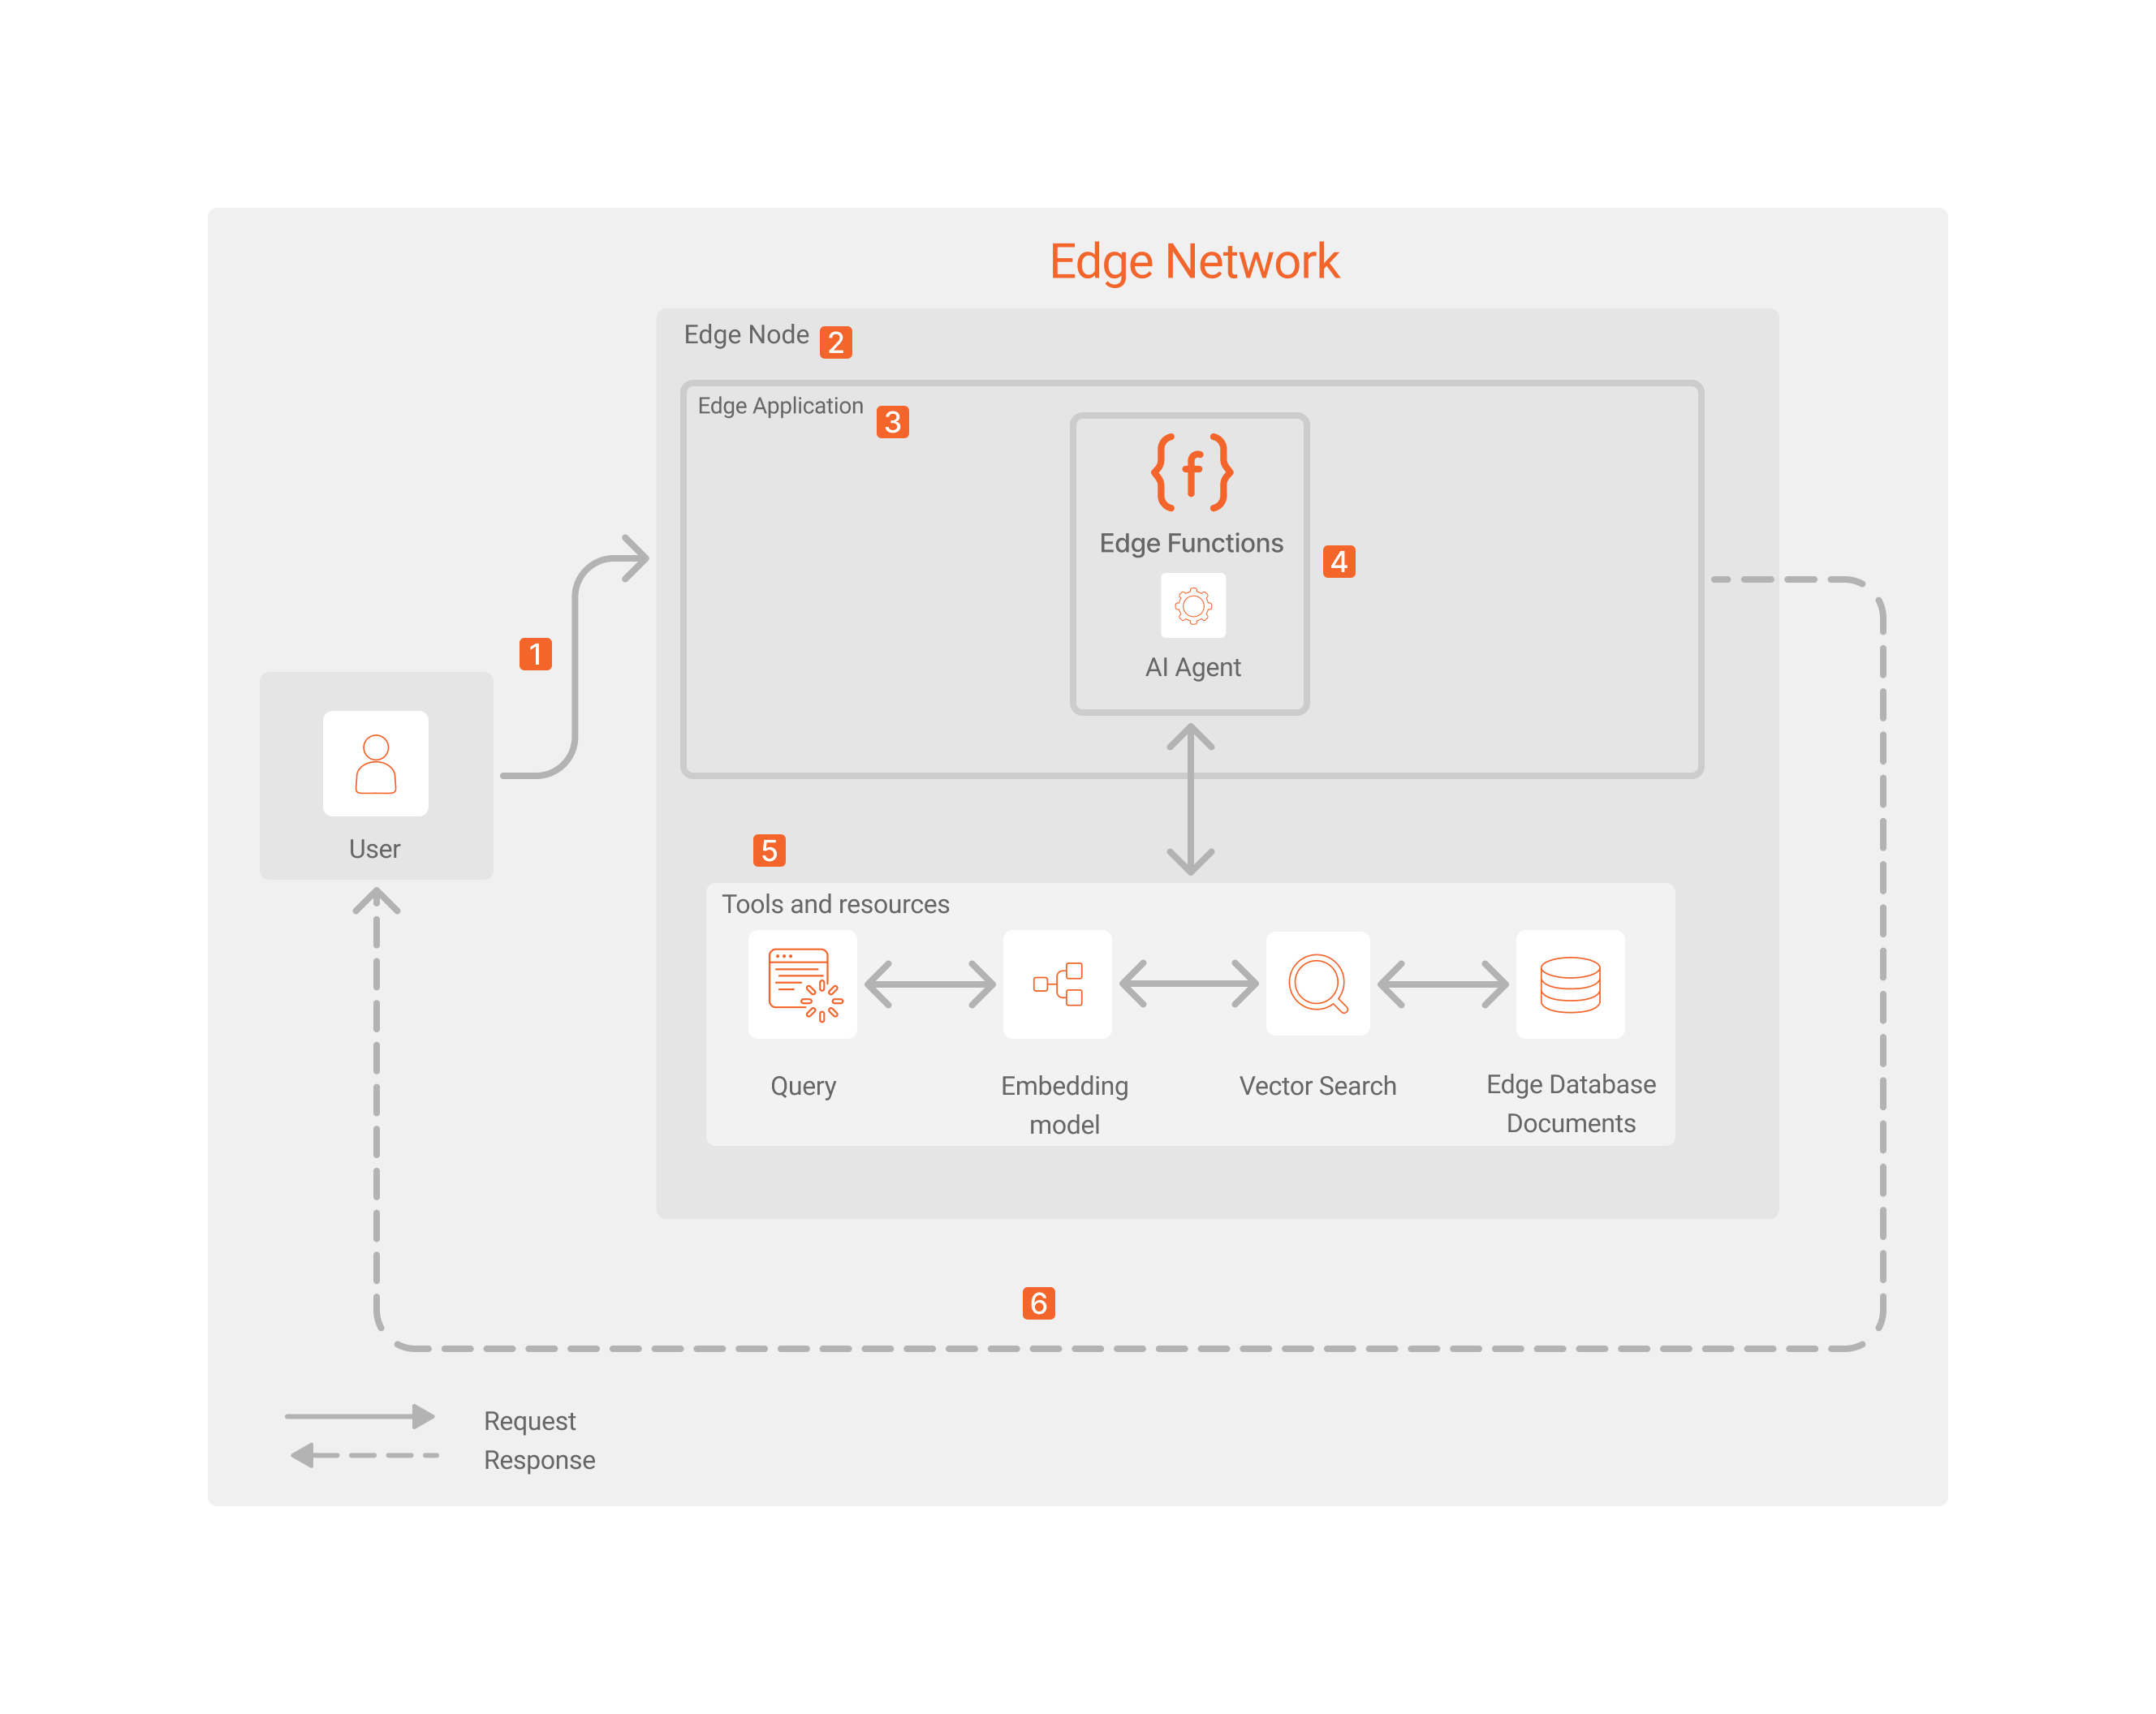 Edge Network
Edge Node
2
Edge Application
3
{f}
Edge Functions
4
AI Agent
1
User
5
Tools and resources
Query
Embedding
model
Vector Search
Edge Database
Documents
6
Request
Response